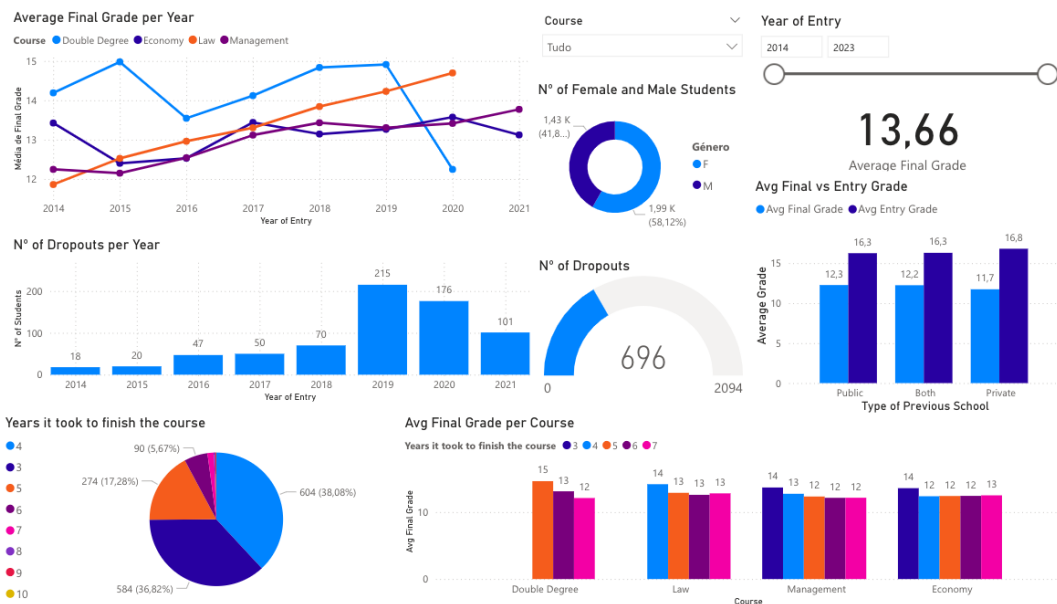 Average Final Grade per Year
Course Double Degree Economy Law Management
Média de Final Grade
15
14
13
12
2014 2015 2016 2017 2018 2019 2020 2021
Year of Entry
Course
Tudo
Year of Entry
2014 2023
Nº of Female and Male Students
1,43 K
(41,8...)
Género
F
M
1,99 K
(58,12%)
13,66
Average Final Grade
Avg Final vs Entry Grade
Avg Final Grade Avg Entry Grade
Average Grade
15
10
5
0
12,3 16,3 12,2 16,3 11,7 16,8
Public Both Private
Type of Previous School
Nº of Dropouts per Year
Nº of Students
200
100
0
18 20 47 50 70 215 176 101
2014 2015 2016 2017 2018 2019 2020 2021
Year of Entry
Nº of Dropouts
696
0 2094
Years it took to finish the course
4
3
5
6
7
8
9
10
90 (5,67%)
274 (17,28%)
604 (38,08%)
584 (36,82%)
Avg Final Grade per Course
Years it took to finish the course 3 4 5 6 7
Avg Final Grade
10
0
15 13 12 14 13 13 13 14 13 12 12 12 14 12 12 12 13
Double Degree Law Management Economy
Course